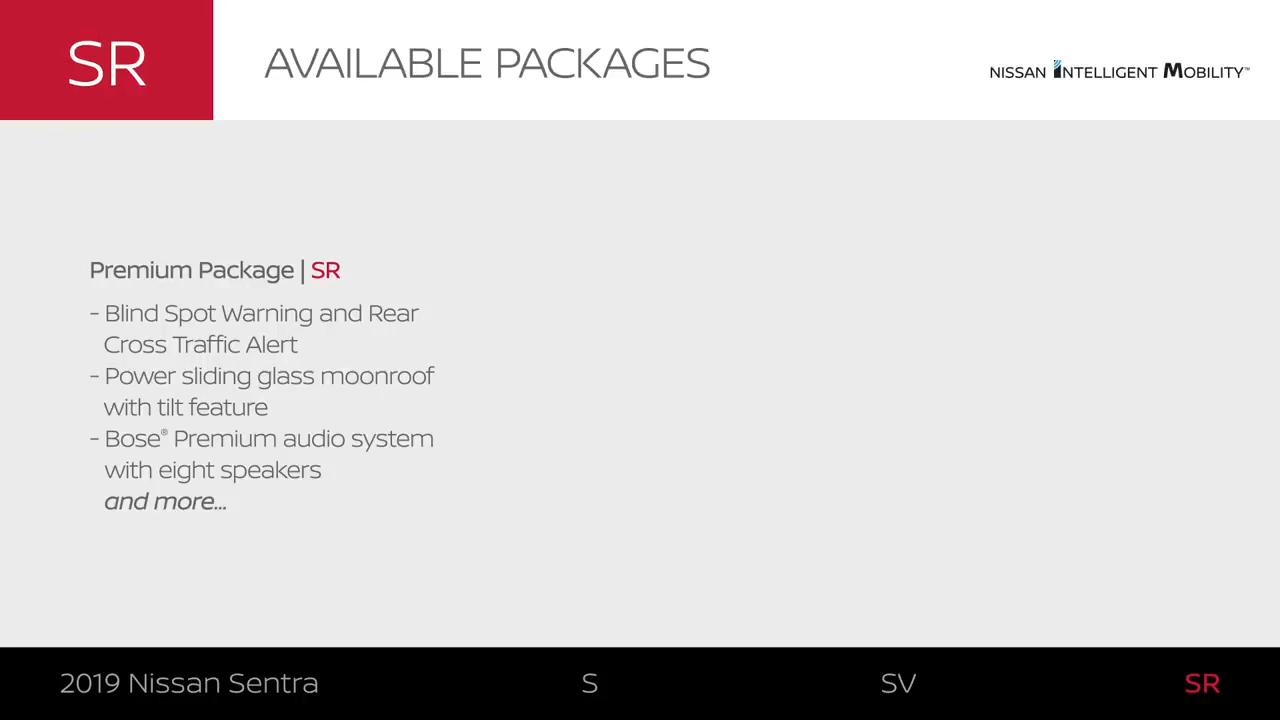 SR
AVAILABLE PACKAGES
NISSAN INTELLIGENT MOBILITY™
Premium Package | SR
- Blind Spot Warning and Rear
Cross Traffic Alert
- Power sliding glass moonroof
with tilt feature
- Bose® Premium audio system
with eight speakers
and more...
2019 Nissan Sentra
S
SV
SR